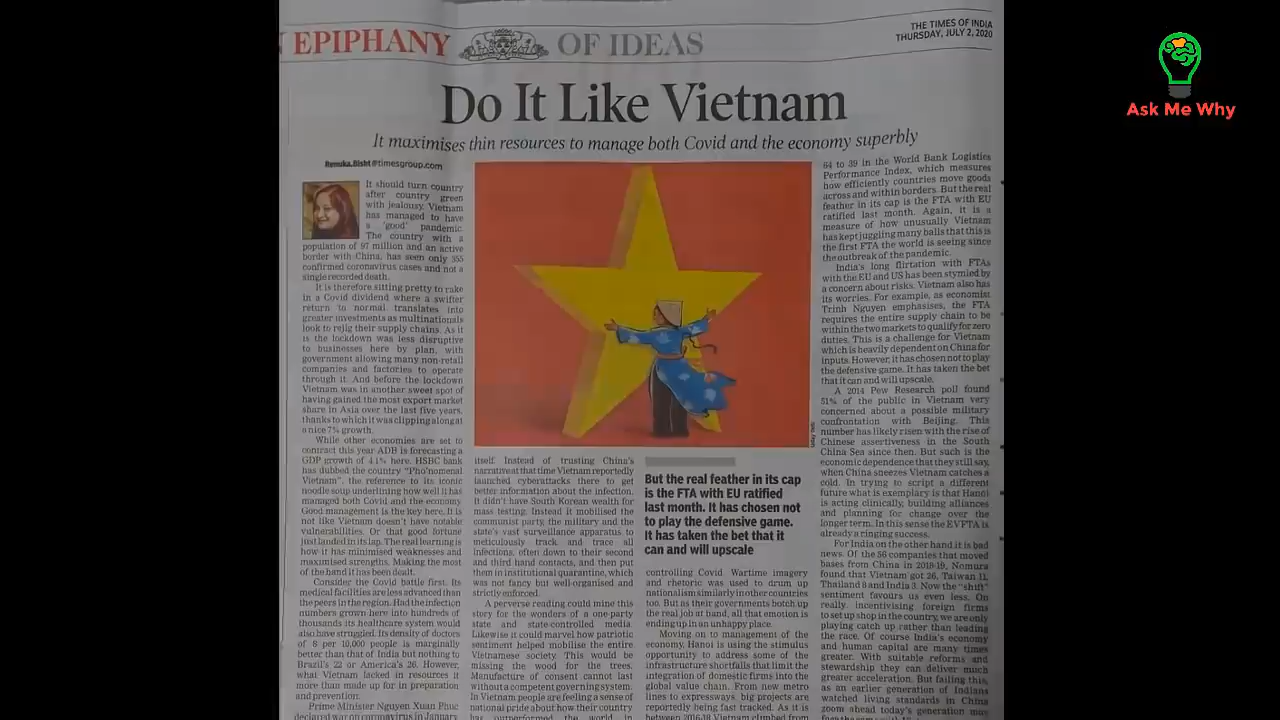 EPIPHANY OF IDEAS
THE TIMES OF INDIA
THURSDAY, JULY 2, 2020
Ask Me Why
Do It Like Vietnam
It maximises thin resources to manage both Covid and the economy superbly
Renuka.Bisht@timesgroup.com
It should turn country
after country green
with jealousy. Vietnam
has managed to have
a 'good' pandemic.
The country with a
population of 97 million and an active
border with China, has seen only 355
confirmed coronavirus cases and not a
single recorded death.
It is therefore sitting pretty to rake
in a Covid dividend where a swifter
return to normal translates into
greater investments as multinationals
look to rejig their supply chains. As it
is the lockdown was less disruptive
to businesses here by plan, with
government allowing many non-retail
companies and factories to operate
through it. And before the lockdown
Vietnam was in another sweet spot of
having gained the most export market
share in Asia over the last five years,
thanks to which it was clipping along at
a nice 7% growth.
While other economies are set to
contract this year ADB is forecasting a
GDP growth of 4.1% here. HSBC bank
has dubbed the country "Pho'nomenal
Vietnam", the reference to its iconic
noodle soup underlining how well it has
managed both Covid and the economy
Good management is the key here. It is
not like Vietnam doesn't have notable
vulnerabilities. Or that good fortune
just landed in its lap. The real learning is
how it has minimised weaknesses and
maximised strengths. Making the most
of the hand it has been dealt.
Consider the Covid battle first. Its
medical facilities are less advanced than
the peers in the region. Had the infection
numbers grown here into hundreds of
thousands its healthcare system would
also have struggled. Its density of doctors
of 8 per 10,000 people is marginally
better than that of India but nothing to
Brazil's 22 or America's 26. However,
what Vietnam lacked in resources it
more than made up for in preparation
and prevention.
Prime Minister Nguyen Xuan Phuc
declared war on coronavirus in January
itself. Instead of trusting China's
narrative at that time Vietnam reportedly
launched cyberattacks there to get
better information about the infection.
It didn't have South Korean wealth for
mass testing. Instead it mobilised the
communist party, the military and the
state's vast surveillance apparatus to
meticulously track and trace all
infections, often down to their second
and third hand contacts, and then put
them in institutional quarantine, which
was not fancy but well-organised and
strictly enforced.
A perverse reading could mine this
story for the wonders of a one-party
state and state-controlled media.
Likewise it could marvel how patriotic
sentiment helped mobilise the entire
Vietnamese society. This would be
missing the wood for the trees.
Manufacture of consent cannot last
without a competent governing system.
In Vietnam people are feeling a sense of
national pride about how their country
has outperformed the world in
But the real feather in its cap
is the FTA with EU ratified
last month. It has chosen not
to play the defensive game.
It has taken the bet that it
can and will upscale
controlling Covid. Wartime imagery
and rhetoric was used to drum up
nationalism similarly in other countries
too. But as their governments botch up
the real job at hand, all that emotion is
ending up in an unhappy place.
Moving on to management of the
economy, Hanoi is using the stimulus
opportunity to address some of the
infrastructure shortfalls that limit the
integration of domestic firms into the
global value chain. From new metro
lines to expressways, big projects are
reportedly being fast tracked. As it is
between 2016-18 Vietnam climbed from
64 to 39 in the World Bank Logistics
Performance Index, which measures
how efficiently countries move goods
across and within borders. But the real
feather in its cap is the FTA with EU
ratified last month. Again, it is a
measure of how unusually Vietnam
has kept juggling many balls that this is
the first FTA the world is seeing since
the outbreak of the pandemic.
India's long flirtation with FTAs
with the EU and US has been stymied by
a concern about risks. Vietnam also has
its worries. For example, as economist
Trinh Nguyen emphasises, the FTA
requires the entire supply chain to be
within the two markets to qualify for zero
duties. This is a challenge for Vietnam
which is heavily dependent on China for
inputs. However, it has chosen not to play
the defensive game. It has taken the bet
that it can and will upscale.
A 2014 Pew Research poll found
51% of the public in Vietnam very
concerned about a possible military
confrontation with Beijing. This
number has likely risen with the rise of
Chinese assertiveness in the South
China Sea since then. But such is the
economic dependence that they still say,
when China sneezes Vietnam catches a
cold. In trying to script a different
future what is exemplary is that Hanoi
is acting clinically, building alliances
and planning for change over the
longer term. In this sense the EVFTA is
already a ringing success.
For India on the other hand it is bad
news. Of the 56 companies that moved
bases from China in 2018-19, Nomura
found that Vietnam got 26, Taiwan 11,
Thailand 8 and India 3. Now the "shift"
sentiment favours us even less. On
really incentivising foreign firms
to set up shop in the country, we are only
playing catch up rather than leading
the race. Of course India's economy
and human capital are many times
greater. With suitable reforms and
stewardship they can deliver much
greater acceleration. But failing this,
as an earlier generation of Indians
watched living standards in China
zoom ahead today's generation may